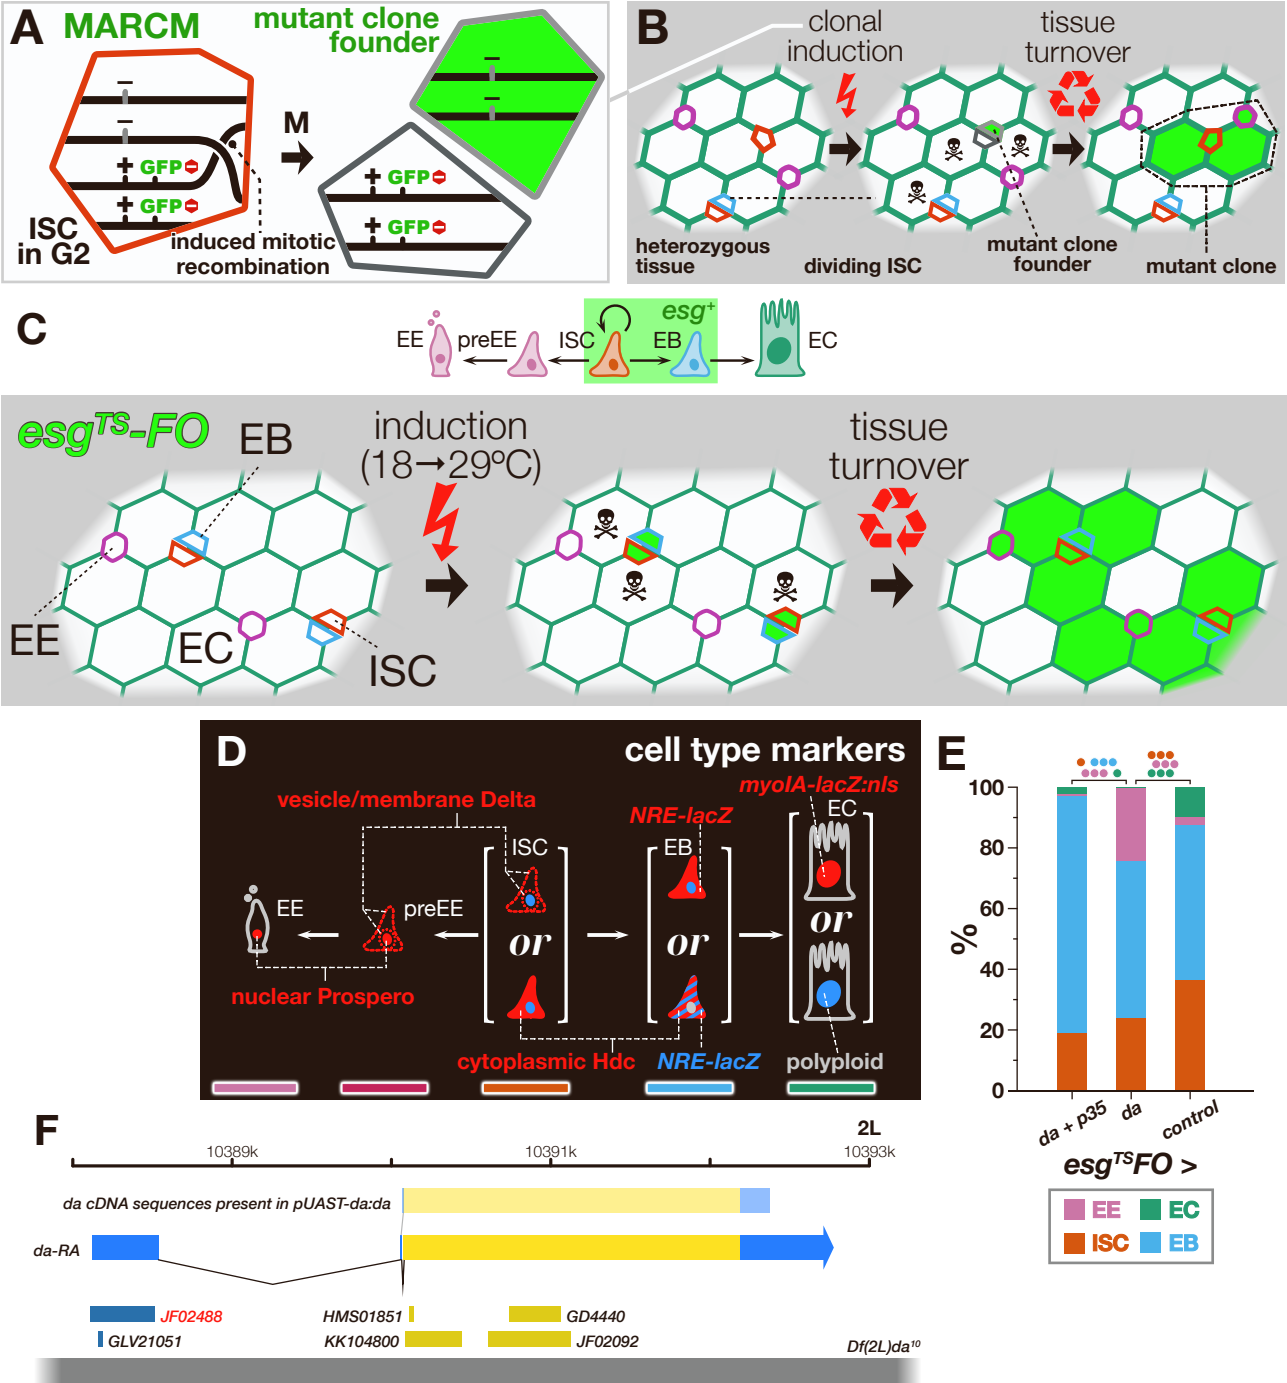 A
MARCM
mutant clone
founder
–
–
+ GFP
+ GFP
ISC
in G2
M
induced mitotic
recombination
–
–
+ GFP
+ GFP
B
clonal
induction
tissue
turnover
heterozygous
tissue
dividing ISC
mutant clone
founder
mutant clone
C
EE
preEE
ISC
esg+
EB
EC
esgTS-FO
EB
induction
(18→29ºC)
tissue
turnover
EE
EC
ISC
D
cell type markers
vesicle/membrane Delta
myoIA-lacZ:nls
NRE-lacZ
EC
ISC
EB
EE
preEE
or
or
or
nuclear Prospero
cytoplasmic Hdc
NRE-lacZ
polyploid
E
100
80
60
40
20
0
%
da + p35
da
control
esgTSFO >
EE
EC
ISC
EB
F
2L
10389k
10391k
10393k
da cDNA sequences present in pUAST-da:da
da-RA
JF02488
HMS01851
GD4440
GLV21051
KK104800
JF02092
Df(2L)da10